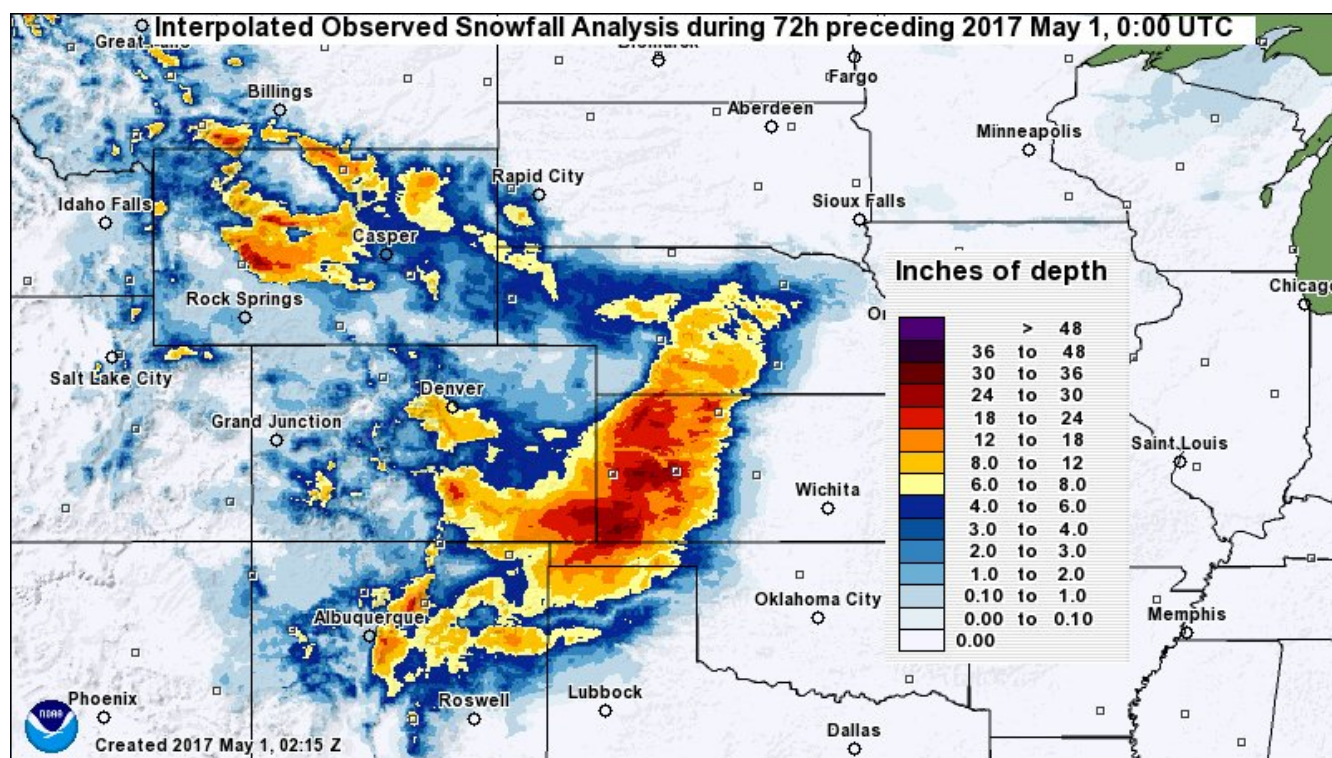 Interpolated Observed Snowfall Analysis during 72h preceding 2017 May 1, 0:00 UTC
Fargo
Billings
Aberdeen
Minneapolis
Rapid City
Idaho Falls
Sioux Falls
Casper
Inches of depth
Rock Springs
Chicago
> 48
36 to 48
Salt Lake City
30 to 36
Denver
24 to 30
Grand Junction
18 to 24
12 to 18
Saint Louis
8.0 to 12
6.0 to 8.0
Wichita
4.0 to 6.0
3.0 to 4.0
2.0 to 3.0
1.0 to 2.0
0.10 to 1.0
Oklahoma City
Albuquerque
0.00 to 0.10
Memphis
0.00
Phoenix
Roswell
Lubbock
noaa
Dallas
Created 2017 May 1, 02:15 Z